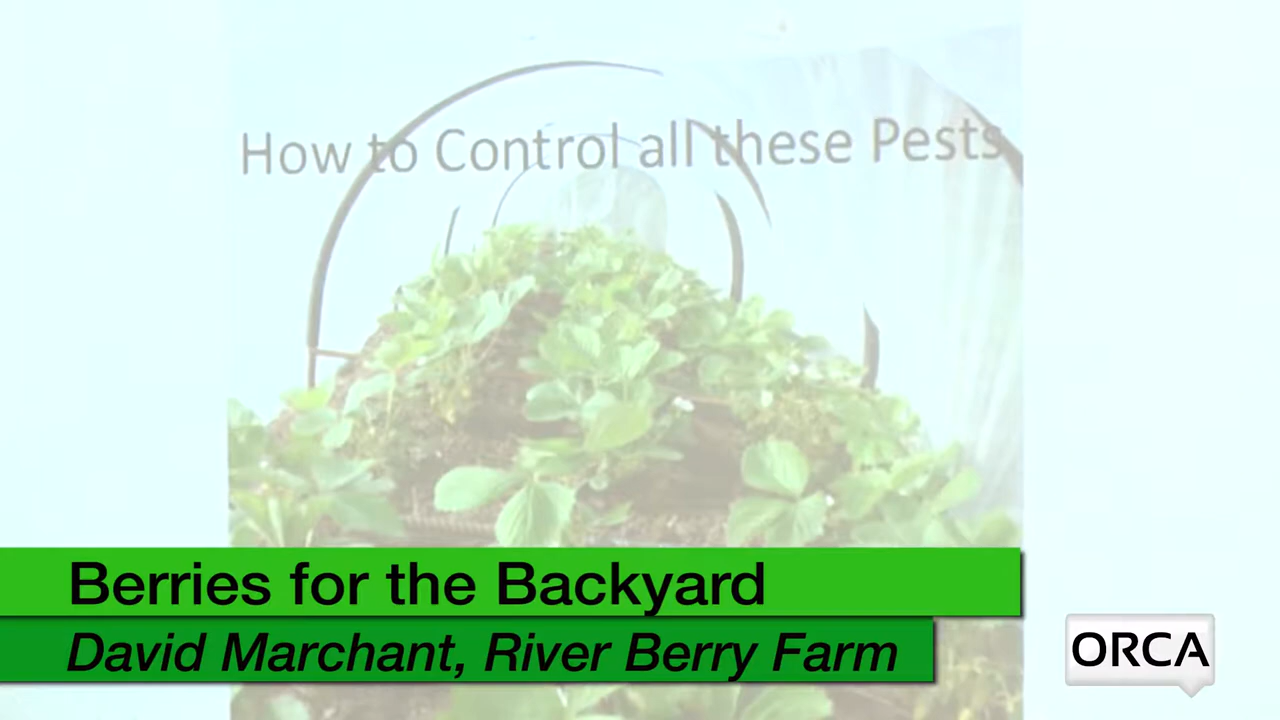 How to Control all these Pests
Berries for the Backyard
David Marchant, River Berry Farm
ORCA